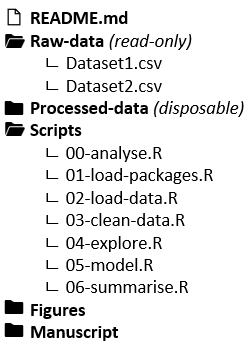 README.md
Raw-data (read-only)
Dataset1.csv
Dataset2.csv
Processed-data (disposable)
Scripts
00-analyse.R
01-load-packages.R
02-load-data.R
03-clean-data.R
04-explore.R
05-model.R
06-summarise.R
Figures
Manuscript